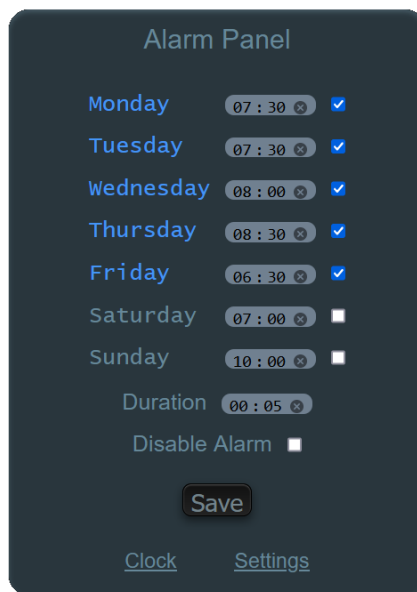 Alarm Panel
Monday 07:30
Tuesday 07:30
Wednesday 08:00
Thursday 08:30
Friday 06:30
Saturday 07:00
Sunday 10:00
Duration 00:05
Disable Alarm
Save
Clock Settings